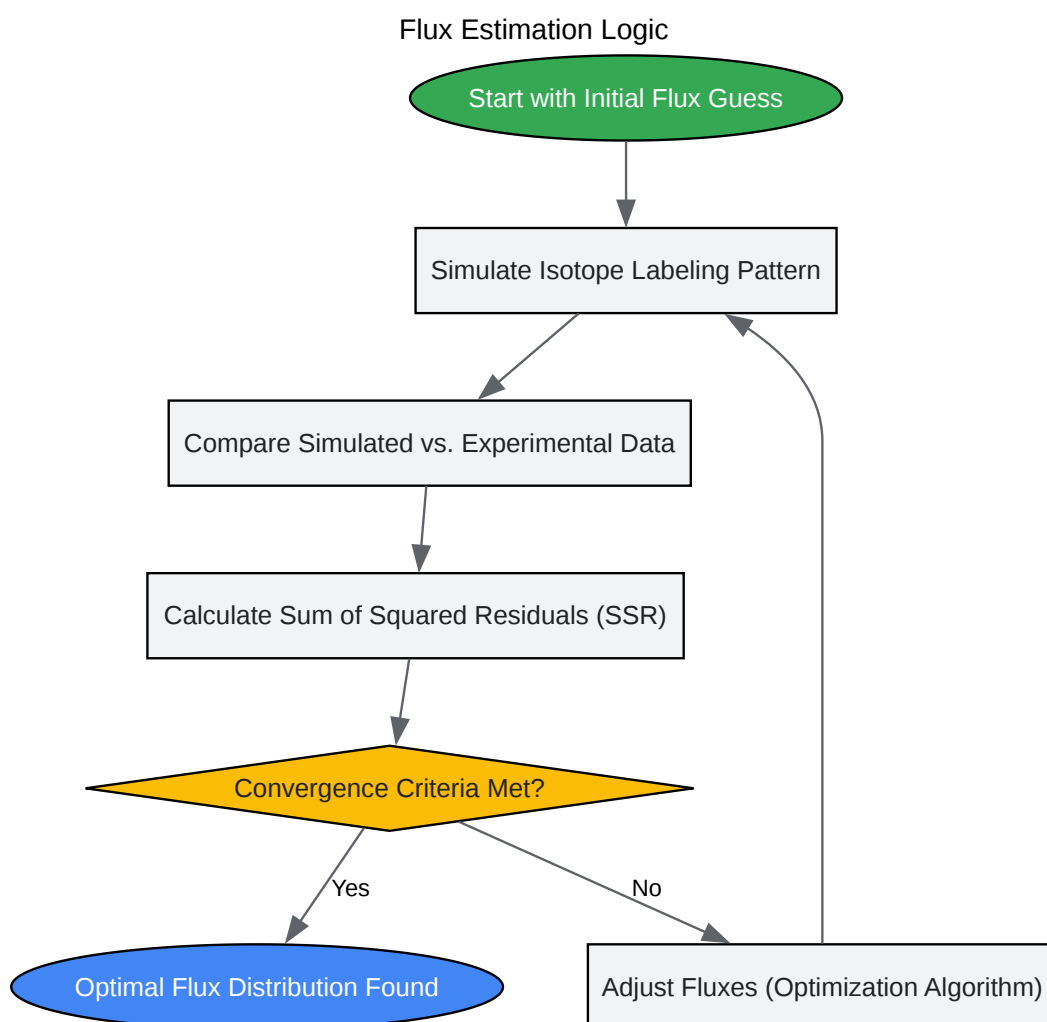 Flux Estimation Logic
Start with Initial Flux Guess
Simulate Isotope Labeling Pattern
Compare Simulated vs. Experimental Data
Calculate Sum of Squared Residuals (SSR)
Convergence Criteria Met?
Yes
No
Optimal Flux Distribution Found
Adjust Fluxes (Optimization Algorithm)